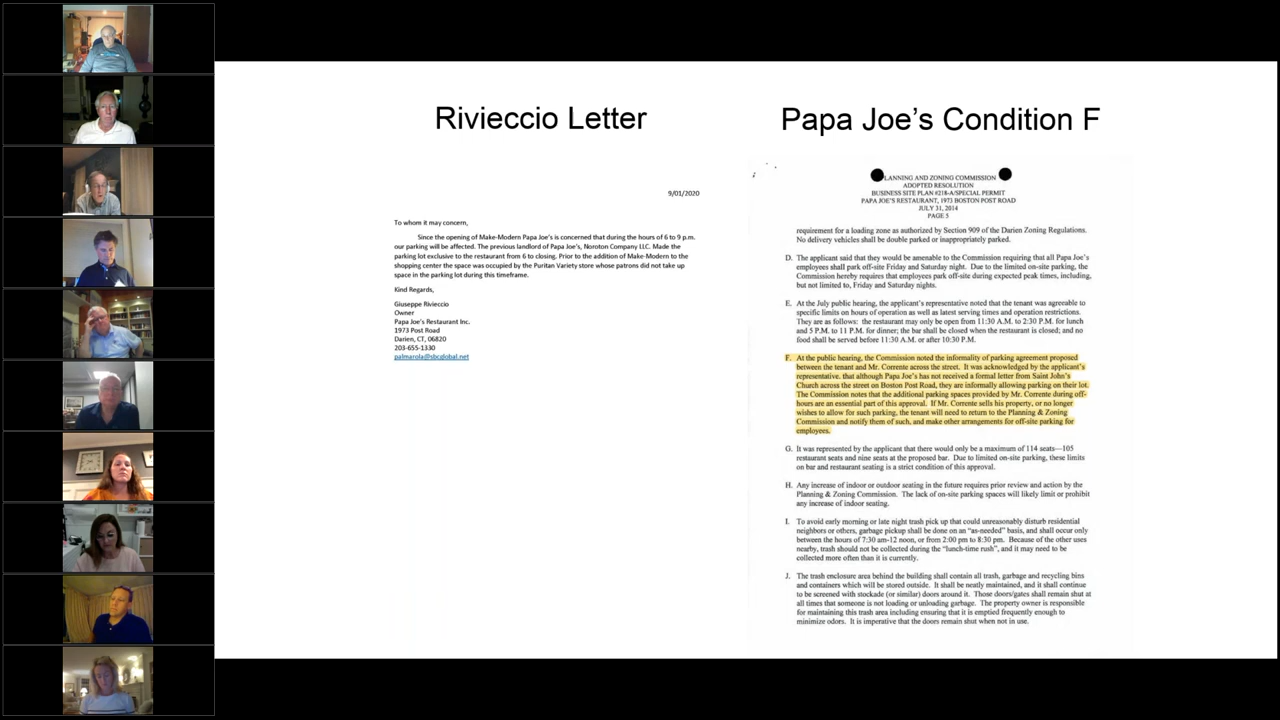 Rivieccio Letter
9/01/2020
To whom it may concern,
Since the opening of Make-Modern Papa Joe's is concerned that during the hours of 6 to 9 p.m.
our parking will be affected. The previous landlord of Papa Joe's, Noroton Company LLC. Made the
parking lot exclusive to the restaurant from 6 to closing. Prior to the addition of Make-Modern to the
shopping center the space was occupied by the Puritan Variety store whose patrons did not take up
space in the parking lot during this timeframe.
Kind Regards,
Giuseppe Rivieccio
Owner
Papa Joe's Restaurant Inc.
1973 Post Road
Darien, CT, 06820
203-655-1330
palmarola@sbcglobal.net
Papa Joe's Condition F
LANNING AND ZONING COMMISSION
ADOPTED RESOLUTION
BUSINESS SITE PLAN #218-A/SPECIAL PERMIT
PAPA JOE'S RESTAURANT, 1973 BOSTON POST ROAD
JULY 31, 2014
PAGE 5
requirement for a loading zone as authorized by Section 909 of the Darien Zoning Regulations.
No delivery vehicles shall be double parked or inappropriately parked.
D. The applicant said that they would be amenable to the Commission requiring that all Papa Joe's
employees shall park off-site Friday and Saturday night. Due to the limited on-site parking, the
Commission hereby requires that employees park off-site during expected peak times, including,
but not limited to, Friday and Saturday nights.
E. At the July public hearing, the applicant's representative noted that the tenant was agreeable to
specific limits on hours of operation as well as latest serving times and operation restrictions.
They are as follows: the restaurant may only be open from 11:30 A.M. to 2:30 P.M. for lunch
and 5 P.M. to 11 P.M. for dinner; the bar shall be closed when the restaurant is closed; and no
food shall be served before 11:30 A.M. or after 10:30 P.M.
F. At the public hearing, the Commission noted the informality of parking agreement proposed
between the tenant and Mr. Corrente across the street. It was acknowledged by the applicant's
representative. that although Papa Joe's has not received a formal letter from Saint John's
Church across the street on Boston Post Road, they are informally allowing parking on their lot.
The Commission notes that the additional parking spaces provided by Mr. Corrente during off-
hours are an essential part of this approval. If Mr. Corrente sells his property, or no longer
wishes to allow for such parking, the tenant will need to return to the Planning & Zoning
Commission and notify them of such, and make other arrangements for off-site parking for
employees.
G. It was represented by the applicant that there would only be a maximum of 114 seats—105
restaurant seats and nine seats at the proposed bar. Due to limited on-site parking, these limits
on bar and restaurant seating is a strict condition of this approval.
H. Any increase of indoor or outdoor seating in the future requires prior review and action by the
Planning & Zoning Commission. The lack of on-site parking spaces will likely limit or prohibit
any increase of indoor seating.
I. To avoid early morning or late night trash pick up that could unreasonably disturb residential
neighbors or others, garbage pickup shall be done on an "as-needed" basis, and shall occur only
between the hours of 7:30 am-12 noon, or from 2:00 pm to 8:30 pm. Because of the other uses
nearby, trash should not be collected during the "lunch-time rush", and it may need to be
collected more often than it is currently.
J. The trash enclosure area behind the building shall contain all trash, garbage and recycling bins
and containers which will be stored outside. It shall be neatly maintained, and it shall continue
to be screened with stockade (or similar) doors around it. Those doors/gates shall remain shut at
all times that someone is not loading or unloading garbage. The property owner is responsible
for maintaining this trash area including ensuring that it is emptied frequently enough to
minimize odors. It is imperative that the doors remain shut when not in use.